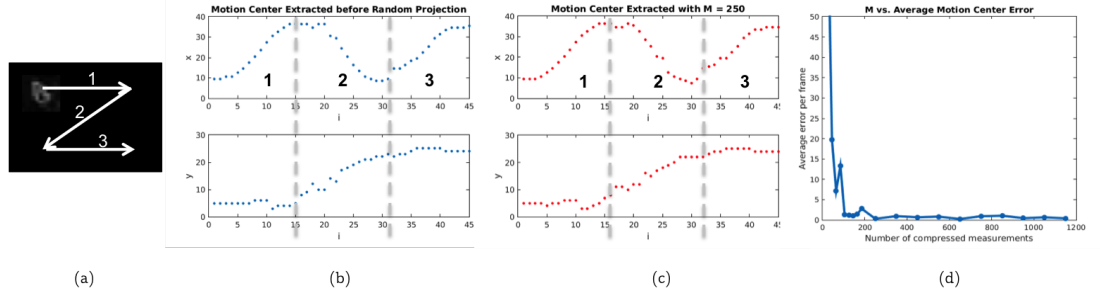 1
2
3
(a)
Motion Center Extracted before Random Projection
x
40
30
20
10
0
1 2 3
0 5 10 15 20 25 30 35 40 45
i
y
30
20
10
0
0 5 10 15 20 25 30 35 40 45
i
(b)
Motion Center Extracted with M = 250
x
40
30
20
10
0
1 2 3
0 5 10 15 20 25 30 35 40 45
i
y
30
20
10
0
0 5 10 15 20 25 30 35 40 45
i
(c)
M vs. Average Motion Center Error
Average error per frame
50
45
40
35
30
25
20
15
10
5
0
0 200 400 600 800 1000 1200
Number of compressed measurements
(d)